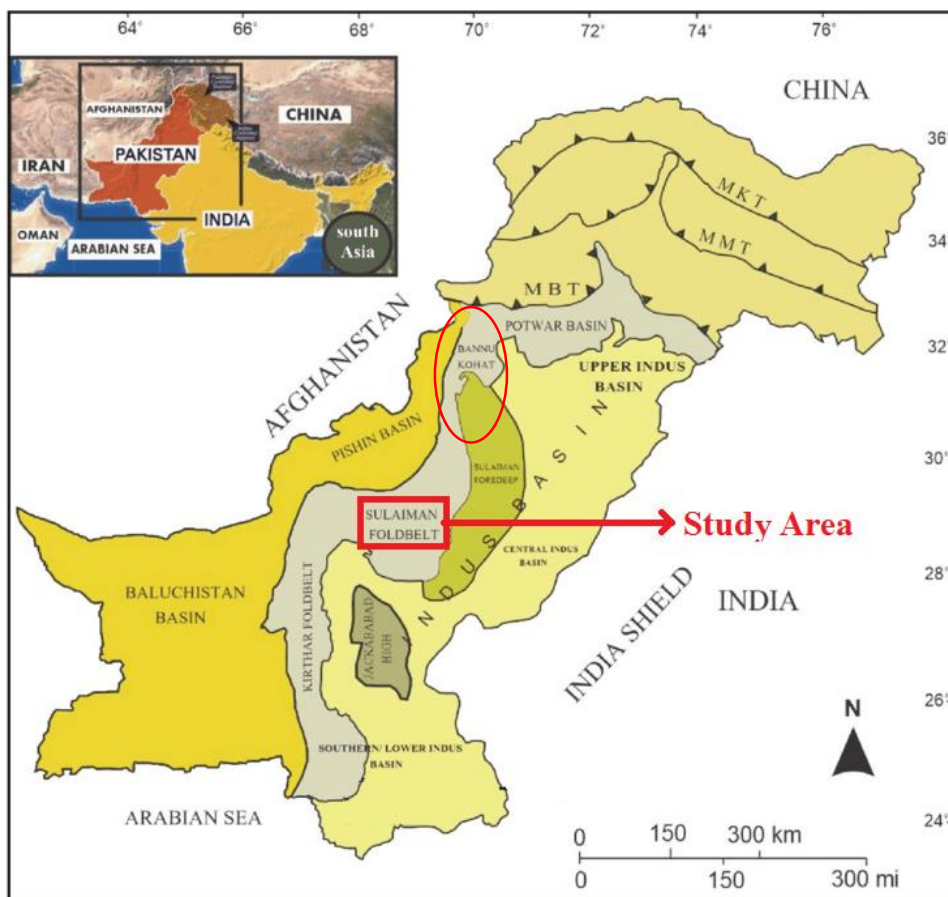 64°
66°
68°
70°
72°
74°
76°
AFGHANISTAN
CHINA
IRAN
PAKISTAN
INDIA
OMAN
ARABIAN SEA
south
Asia
CHINA
36°
MKT
MMT
34°
MBT
POTWAR BASIN
BANNU
KOHAT
32°
UPPER INDUS
BASIN
AFGHANISTAN
PISHIN BASIN
30°
SULAIMAN
FOREDEEP
INDUS BASIN
SULAIMAN
FOLDBELT
Study Area
CENTRAL INDUS
BASIN
28°
BALUCHISTAN
BASIN
KIRTHAR FOLDBELT
JACKABABAD
HIGH
INDIA SHIELD
INDIA
26°
N
SOUTHERN/ LOWER INDUS
BASIN
ARABIAN SEA
24°
0 150 300 km
0 150 300 mi